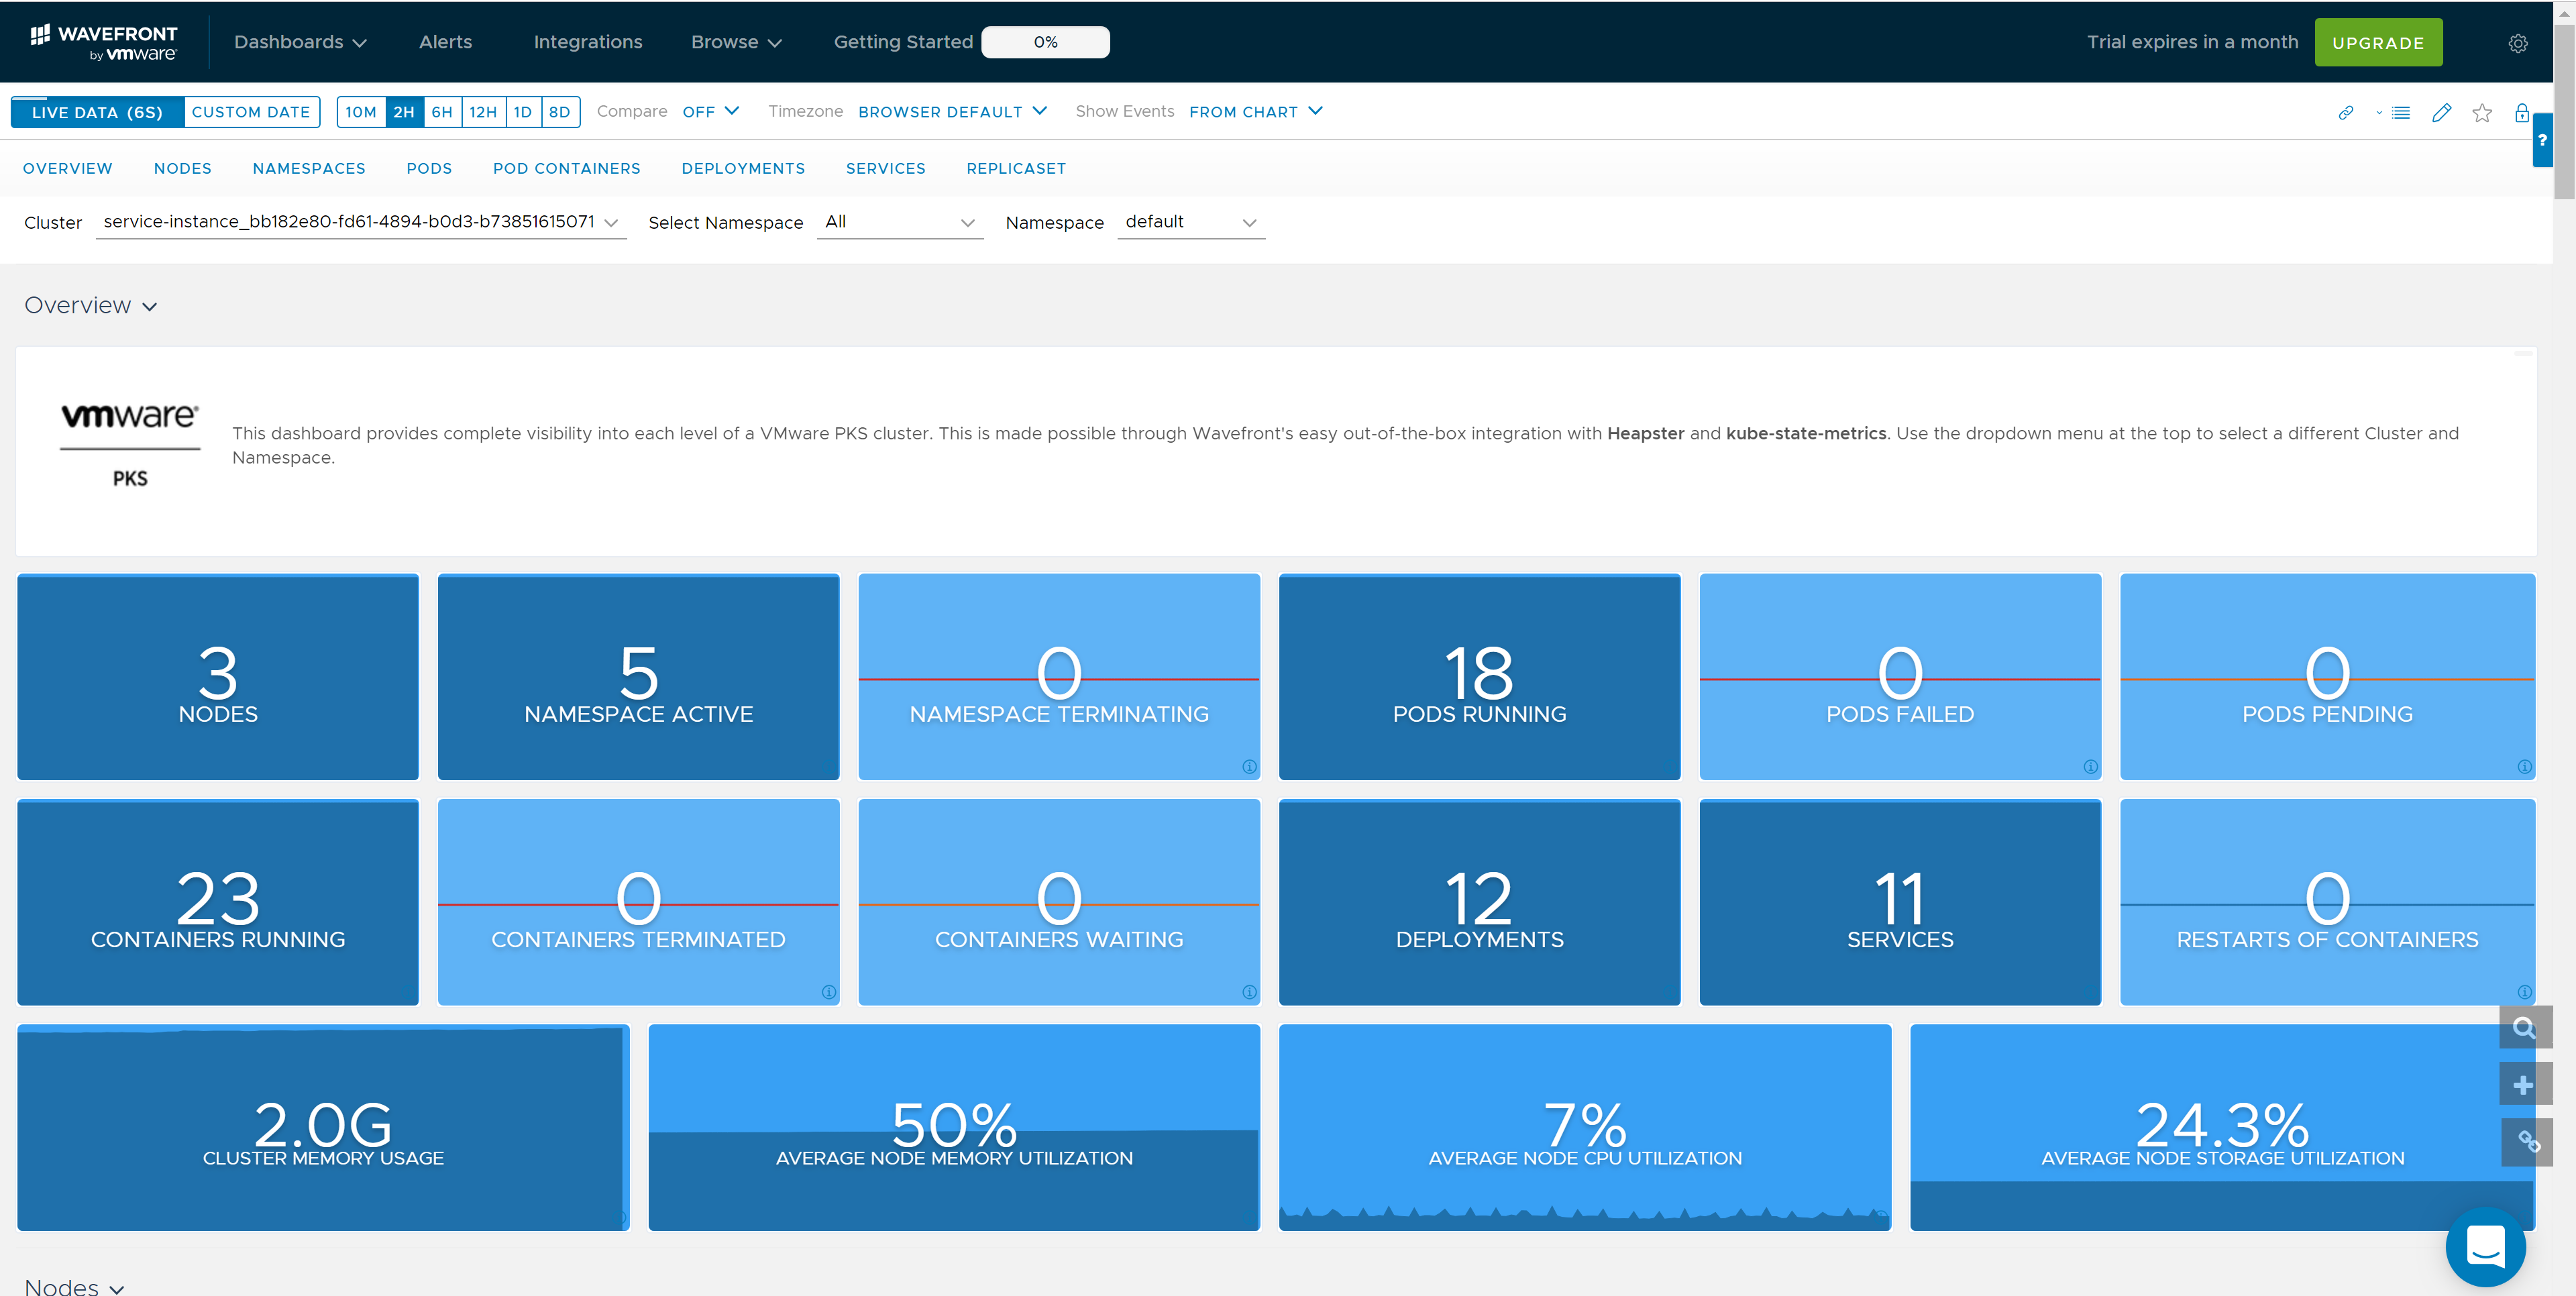 WAVEFRONT
by vmware
Dashboards Alerts Integrations Browse Getting Started 0% Trial expires in a month UPGRADE
LIVE DATA (6S) CUSTOM DATE 10M 2H 6H 12H 1D 8D Compare OFF Timezone BROWSER DEFAULT Show Events FROM CHART
?
OVERVIEW NODES NAMESPACES PODS POD CONTAINERS DEPLOYMENTS SERVICES REPLICASET
Cluster service-instance_bb182e80-fd61-4894-b0d3-b73851615071 Select Namespace All Namespace default
Overview
vmware
PKS
This dashboard provides complete visibility into each level of a VMware PKS cluster. This is made possible through Wavefront's easy out-of-the-box integration with Heapster and kube-state-metrics. Use the dropdown menu at the top to select a different Cluster and
Namespace.
3 5 0 18 0 0
NODES NAMESPACE ACTIVE NAMESPACE TERMINATING PODS RUNNING PODS FAILED PODS PENDING
23 0 0 12 11 0
CONTAINERS RUNNING CONTAINERS TERMINATED CONTAINERS WAITING DEPLOYMENTS SERVICES RESTARTS OF CONTAINERS
2.0G 50% 7% 24.3%
CLUSTER MEMORY USAGE AVERAGE NODE MEMORY UTILIZATION AVERAGE NODE CPU UTILIZATION AVERAGE NODE STORAGE UTILIZATION
Nodes